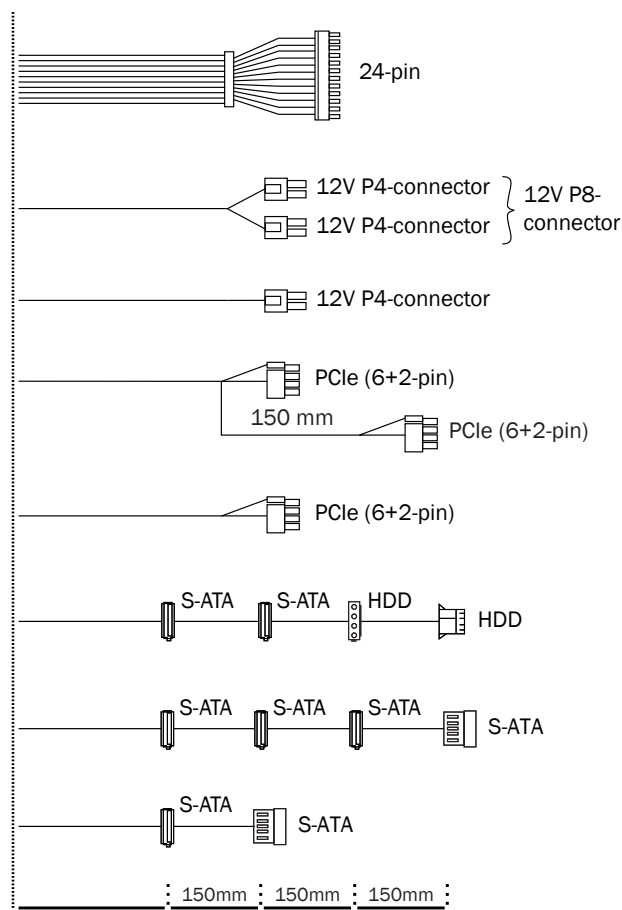 24-pin
12V P4-connector
12V P4-connector
12V P8-
connector
12V P4-connector
PCIe (6+2-pin)
150 mm
PCIe (6+2-pin)
PCIe (6+2-pin)
S-ATA
S-ATA
HDD
HDD
S-ATA
S-ATA
S-ATA
S-ATA
S-ATA
S-ATA
150mm
150mm
150mm